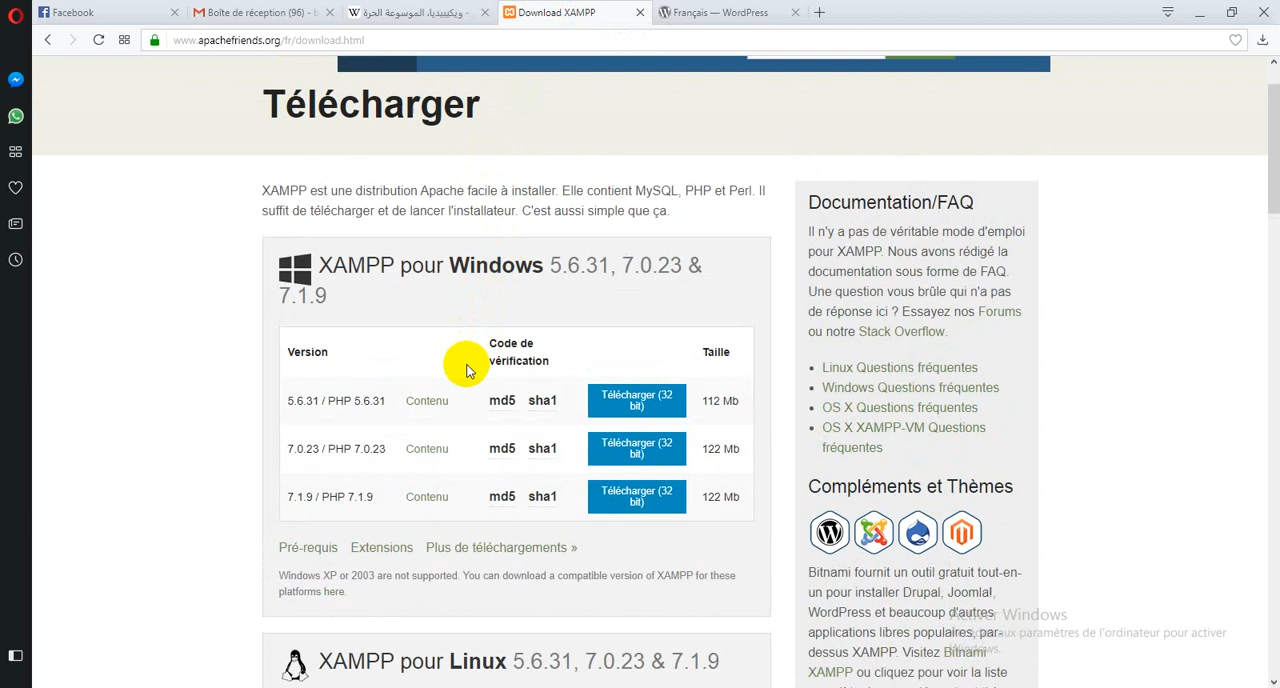 Facebook
Boîte de réception (96) - b
ويكيبيديا، الموسوعة الحرة - W
Download XAMPP
Français — WordPress
www.apachefriends.org/fr/download.html
Télécharger
XAMPP est une distribution Apache facile à installer. Elle contient MySQL, PHP et Perl. Il
suffit de télécharger et de lancer l'installateur. C'est aussi simple que ça.
XAMPP pour Windows 5.6.31, 7.0.23 &
7.1.9
Version
Code de
vérification
Taille
5.6.31 / PHP 5.6.31 Contenu md5 sha1 Télécharger (32
bit)
112 Mb
7.0.23 / PHP 7.0.23 Contenu md5 sha1 Télécharger (32
bit)
122 Mb
7.1.9 / PHP 7.1.9 Contenu md5 sha1 Télécharger (32
bit)
122 Mb
Pré-requis Extensions Plus de téléchargements »
Windows XP or 2003 are not supported. You can download a compatible version of XAMPP for these
platforms here.
XAMPP pour Linux 5.6.31, 7.0.23 & 7.1.9
Documentation/FAQ
Il n'y a pas de véritable mode d'emploi
pour XAMPP. Nous avons rédigé la
documentation sous forme de FAQ.
Une question vous brûle qui n'a pas
de réponse ici ? Essayez nos Forums
ou notre Stack Overflow.
Linux Questions fréquentes
Windows Questions fréquentes
OS X Questions fréquentes
OS X XAMPP-VM Questions
fréquentes
Compléments et Thèmes
Bitnami fournit un outil gratuit tout-en-
un pour installer Drupal, Joomla!,
WordPress et beaucoup d'autres
applications libres populaires, par-
dessus XAMPP. Visitez Bitnami
XAMPP ou cliquez pour voir la liste
Activer Windows
aux paramètres de l'ordinateur pour activer
Windows.